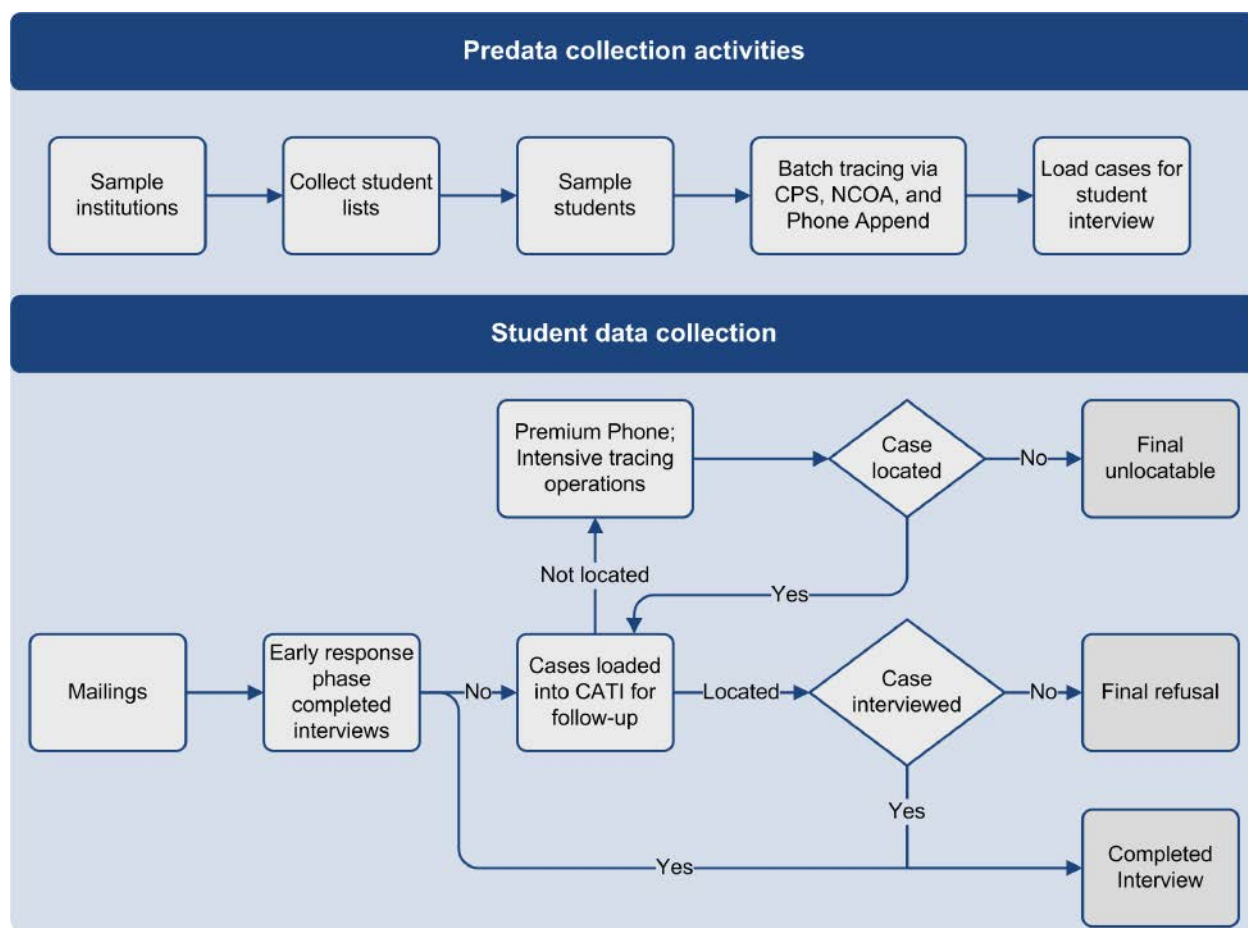 Predata collection activities
Sample
institutions
Collect student
lists
Sample
students
Batch tracing via
CPS, NCOA, and
Phone Append
Load cases for
student
interview
Student data collection
Premium Phone;
Intensive tracing
operations
Case
located
No
Final
unlocatable
Not located
Yes
Mailings
Early response
phase
completed
interviews
No
Cases loaded
into CATI for
follow-up
Located
Case
interviewed
No
Final refusal
Yes
Yes
Completed
Interview